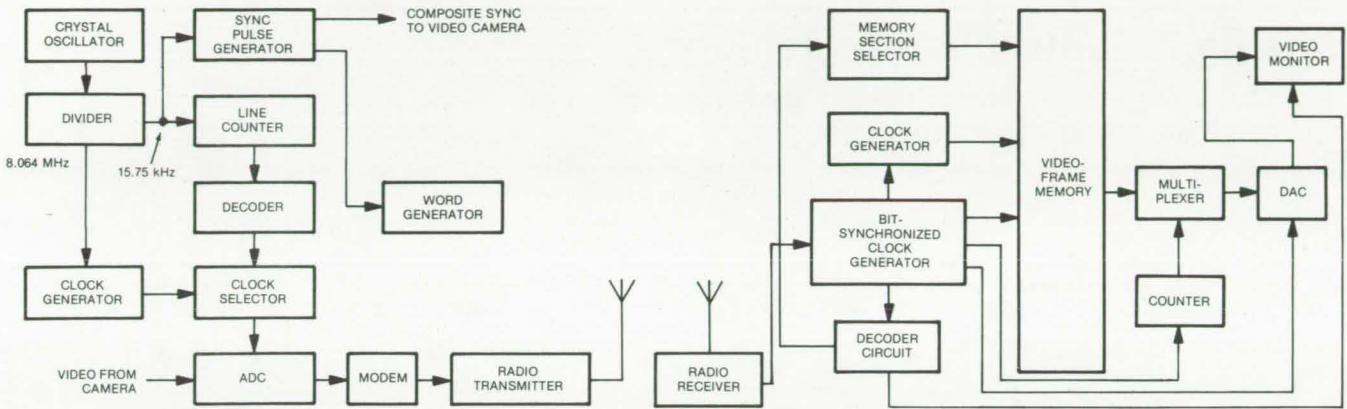 CRYSTAL
OSCILLATOR
SYNC
PULSE
GENERATOR
COMPOSITE SYNC
TO VIDEO CAMERA
DIVIDER
LINE
COUNTER
8.064 MHz
15.75 kHz
DECODER
WORD
GENERATOR
CLOCK
GENERATOR
CLOCK
SELECTOR
VIDEO FROM
CAMERA
ADC
MODEM
RADIO
TRANSMITTER
RADIO
RECEIVER
MEMORY
SECTION
SELECTOR
CLOCK
GENERATOR
BIT-
SYNCHRONIZED
CLOCK
GENERATOR
DECODER
CIRCUIT
VIDEO-
FRAME
MEMORY
MULTI-
PLEXER
COUNTER
DAC
VIDEO
MONITOR